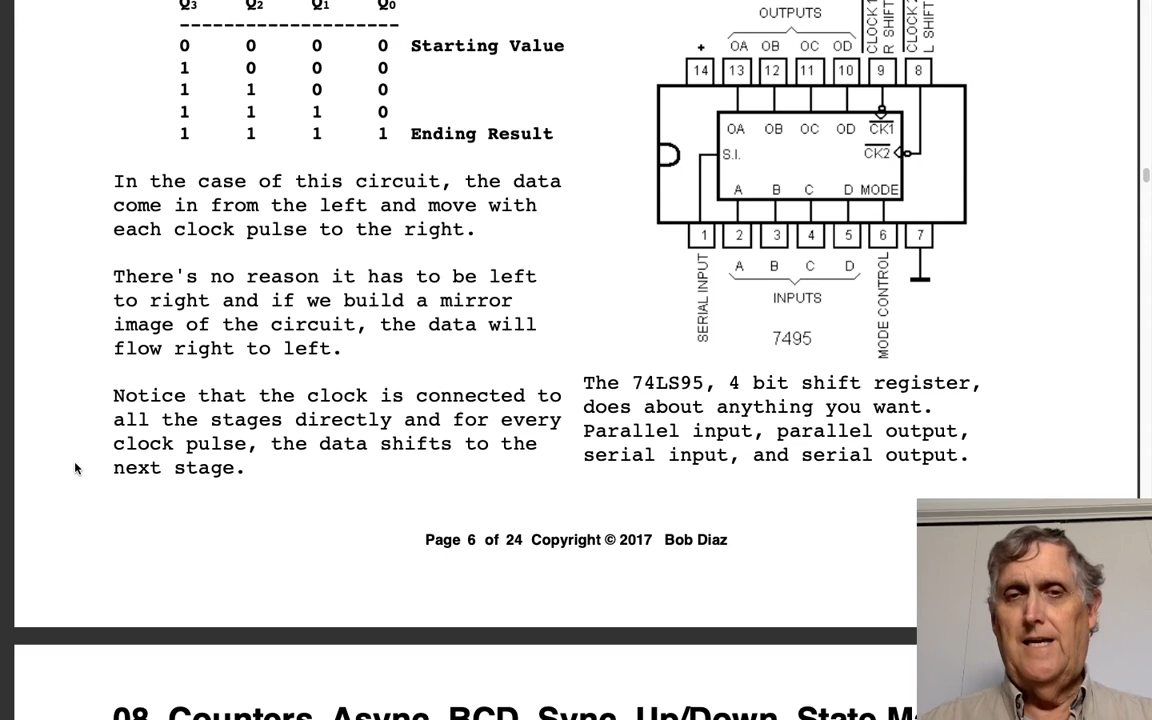 Q3 Q2 Q1 Q0
-------------------
0 0 0 0 Starting Value
1 0 0 0
1 1 0 0
1 1 1 0
1 1 1 1 Ending Result
In the case of this circuit, the data
come in from the left and move with
each clock pulse to the right.
There's no reason it has to be left
to right and if we build a mirror
image of the circuit, the data will
flow right to left.
Notice that the clock is connected to
all the stages directly and for every
clock pulse, the data shifts to the
next stage.
OUTPUTS
CLOCK 1
R SHIFT
CLOCK 2
L SHIFT
+ OA OB OC OD
14 13 12 11 10 9 8
OA OB OC OD CK1
S.I. CK2
A B C D MODE
1 2 3 4 5 6 7
SERIAL INPUT
A B C D
INPUTS
MODE CONTROL
7495
The 74LS95, 4 bit shift register,
does about anything you want.
Parallel input, parallel output,
serial input, and serial output.
Page 6 of 24 Copyright © 2017 Bob Diaz
08 Counters Async BCD Sync Up/Down State